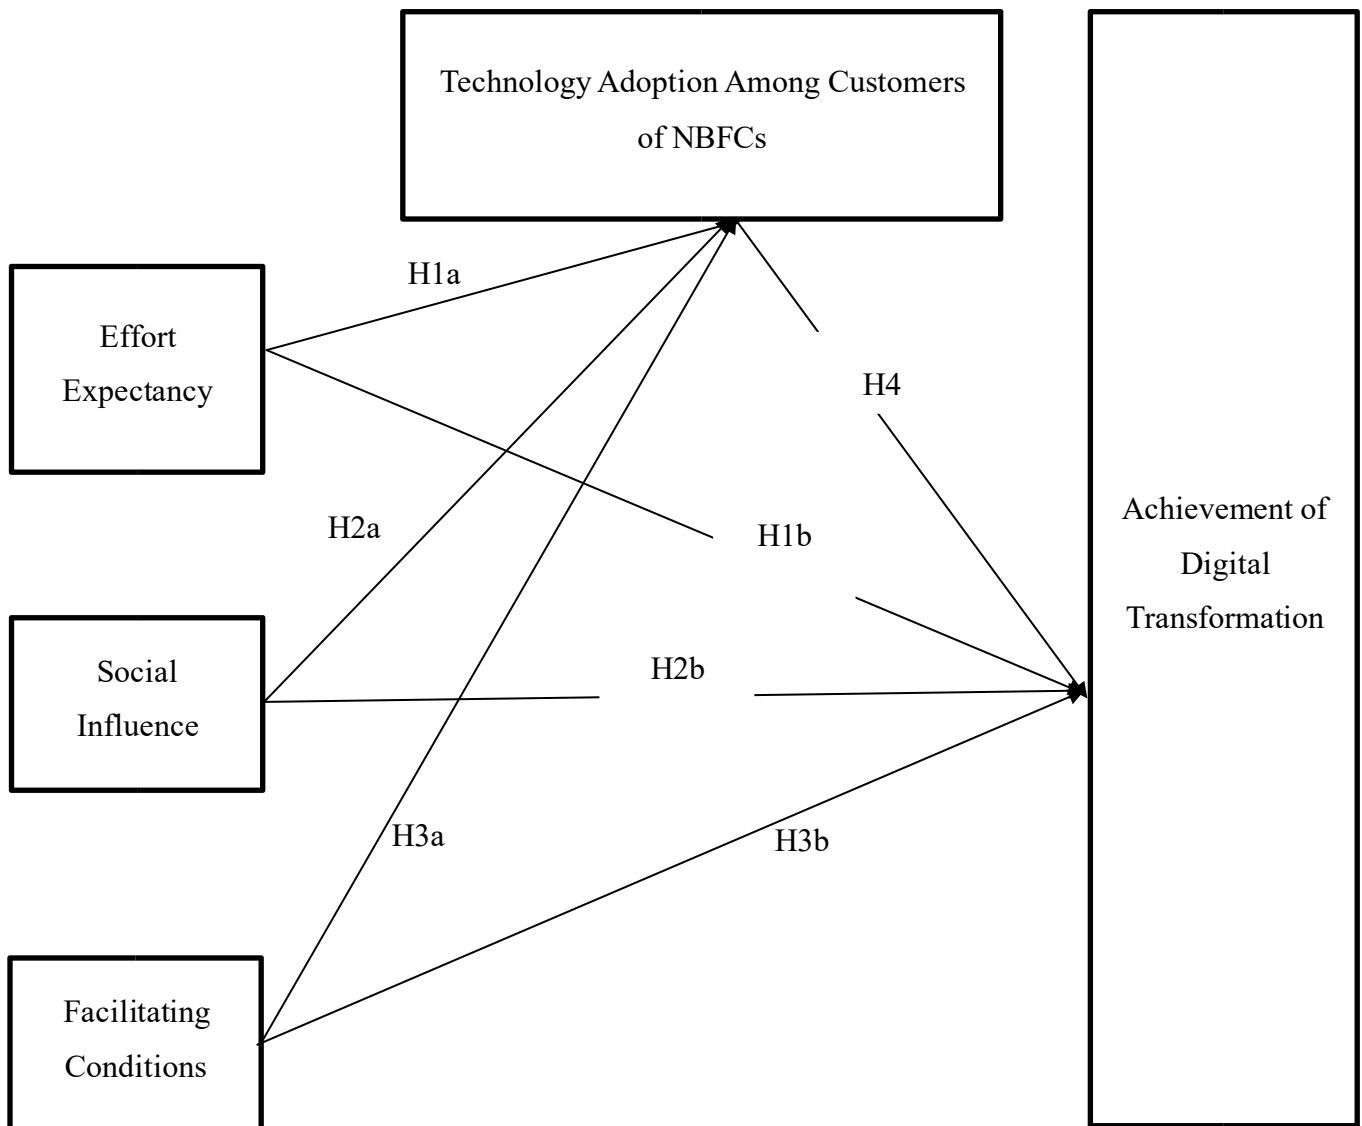 Technology Adoption Among Customers
of NBFCs
H1a
Effort
Expectancy
H4
H2a
H1b
Achievement of
Digital
Transformation
Social
Influence
H2b
H3a
H3b
Facilitating
Conditions